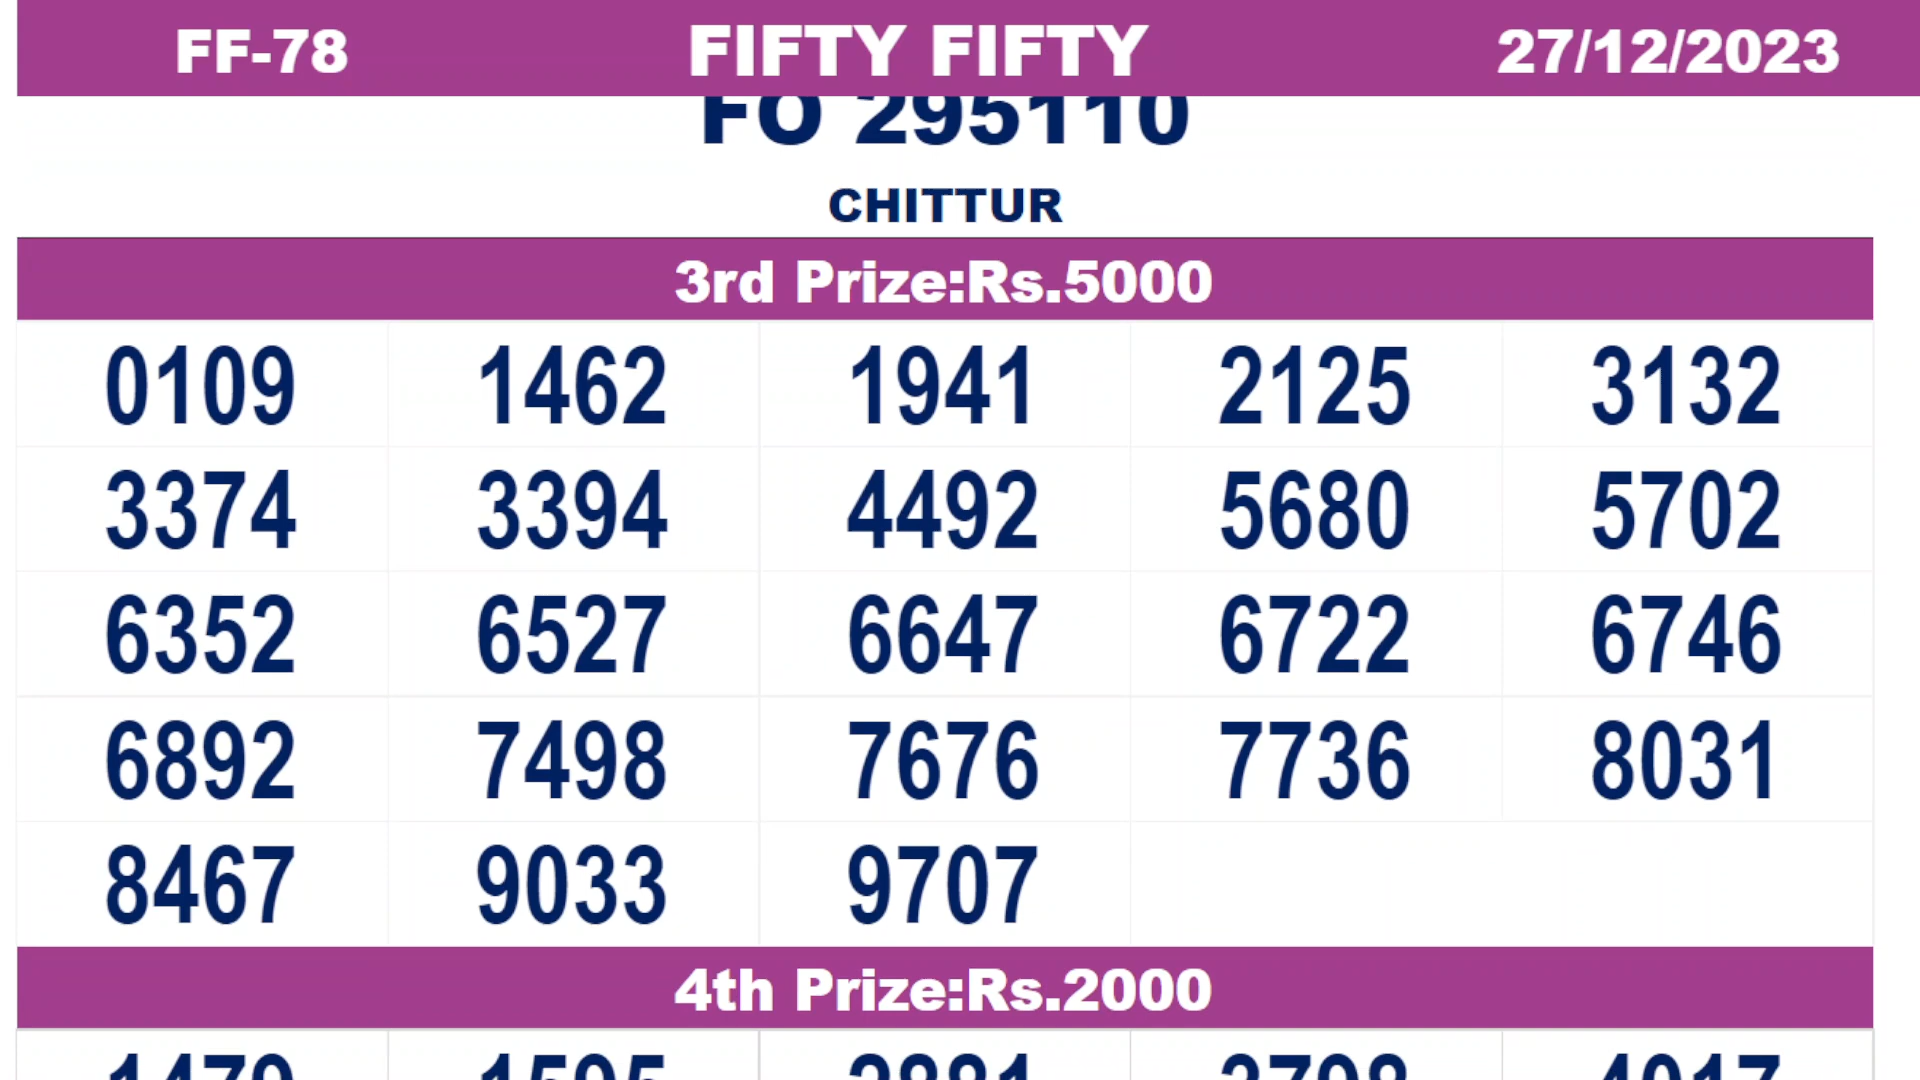 FF-78 FIFTY FIFTY 27/12/2023
FO 295110
CHITTUR
3rd Prize:Rs.5000
0109 1462 1941 2125 3132
3374 3394 4492 5680 5702
6352 6527 6647 6722 6746
6892 7498 7676 7736 8031
8467 9033 9707
4th Prize:Rs.2000